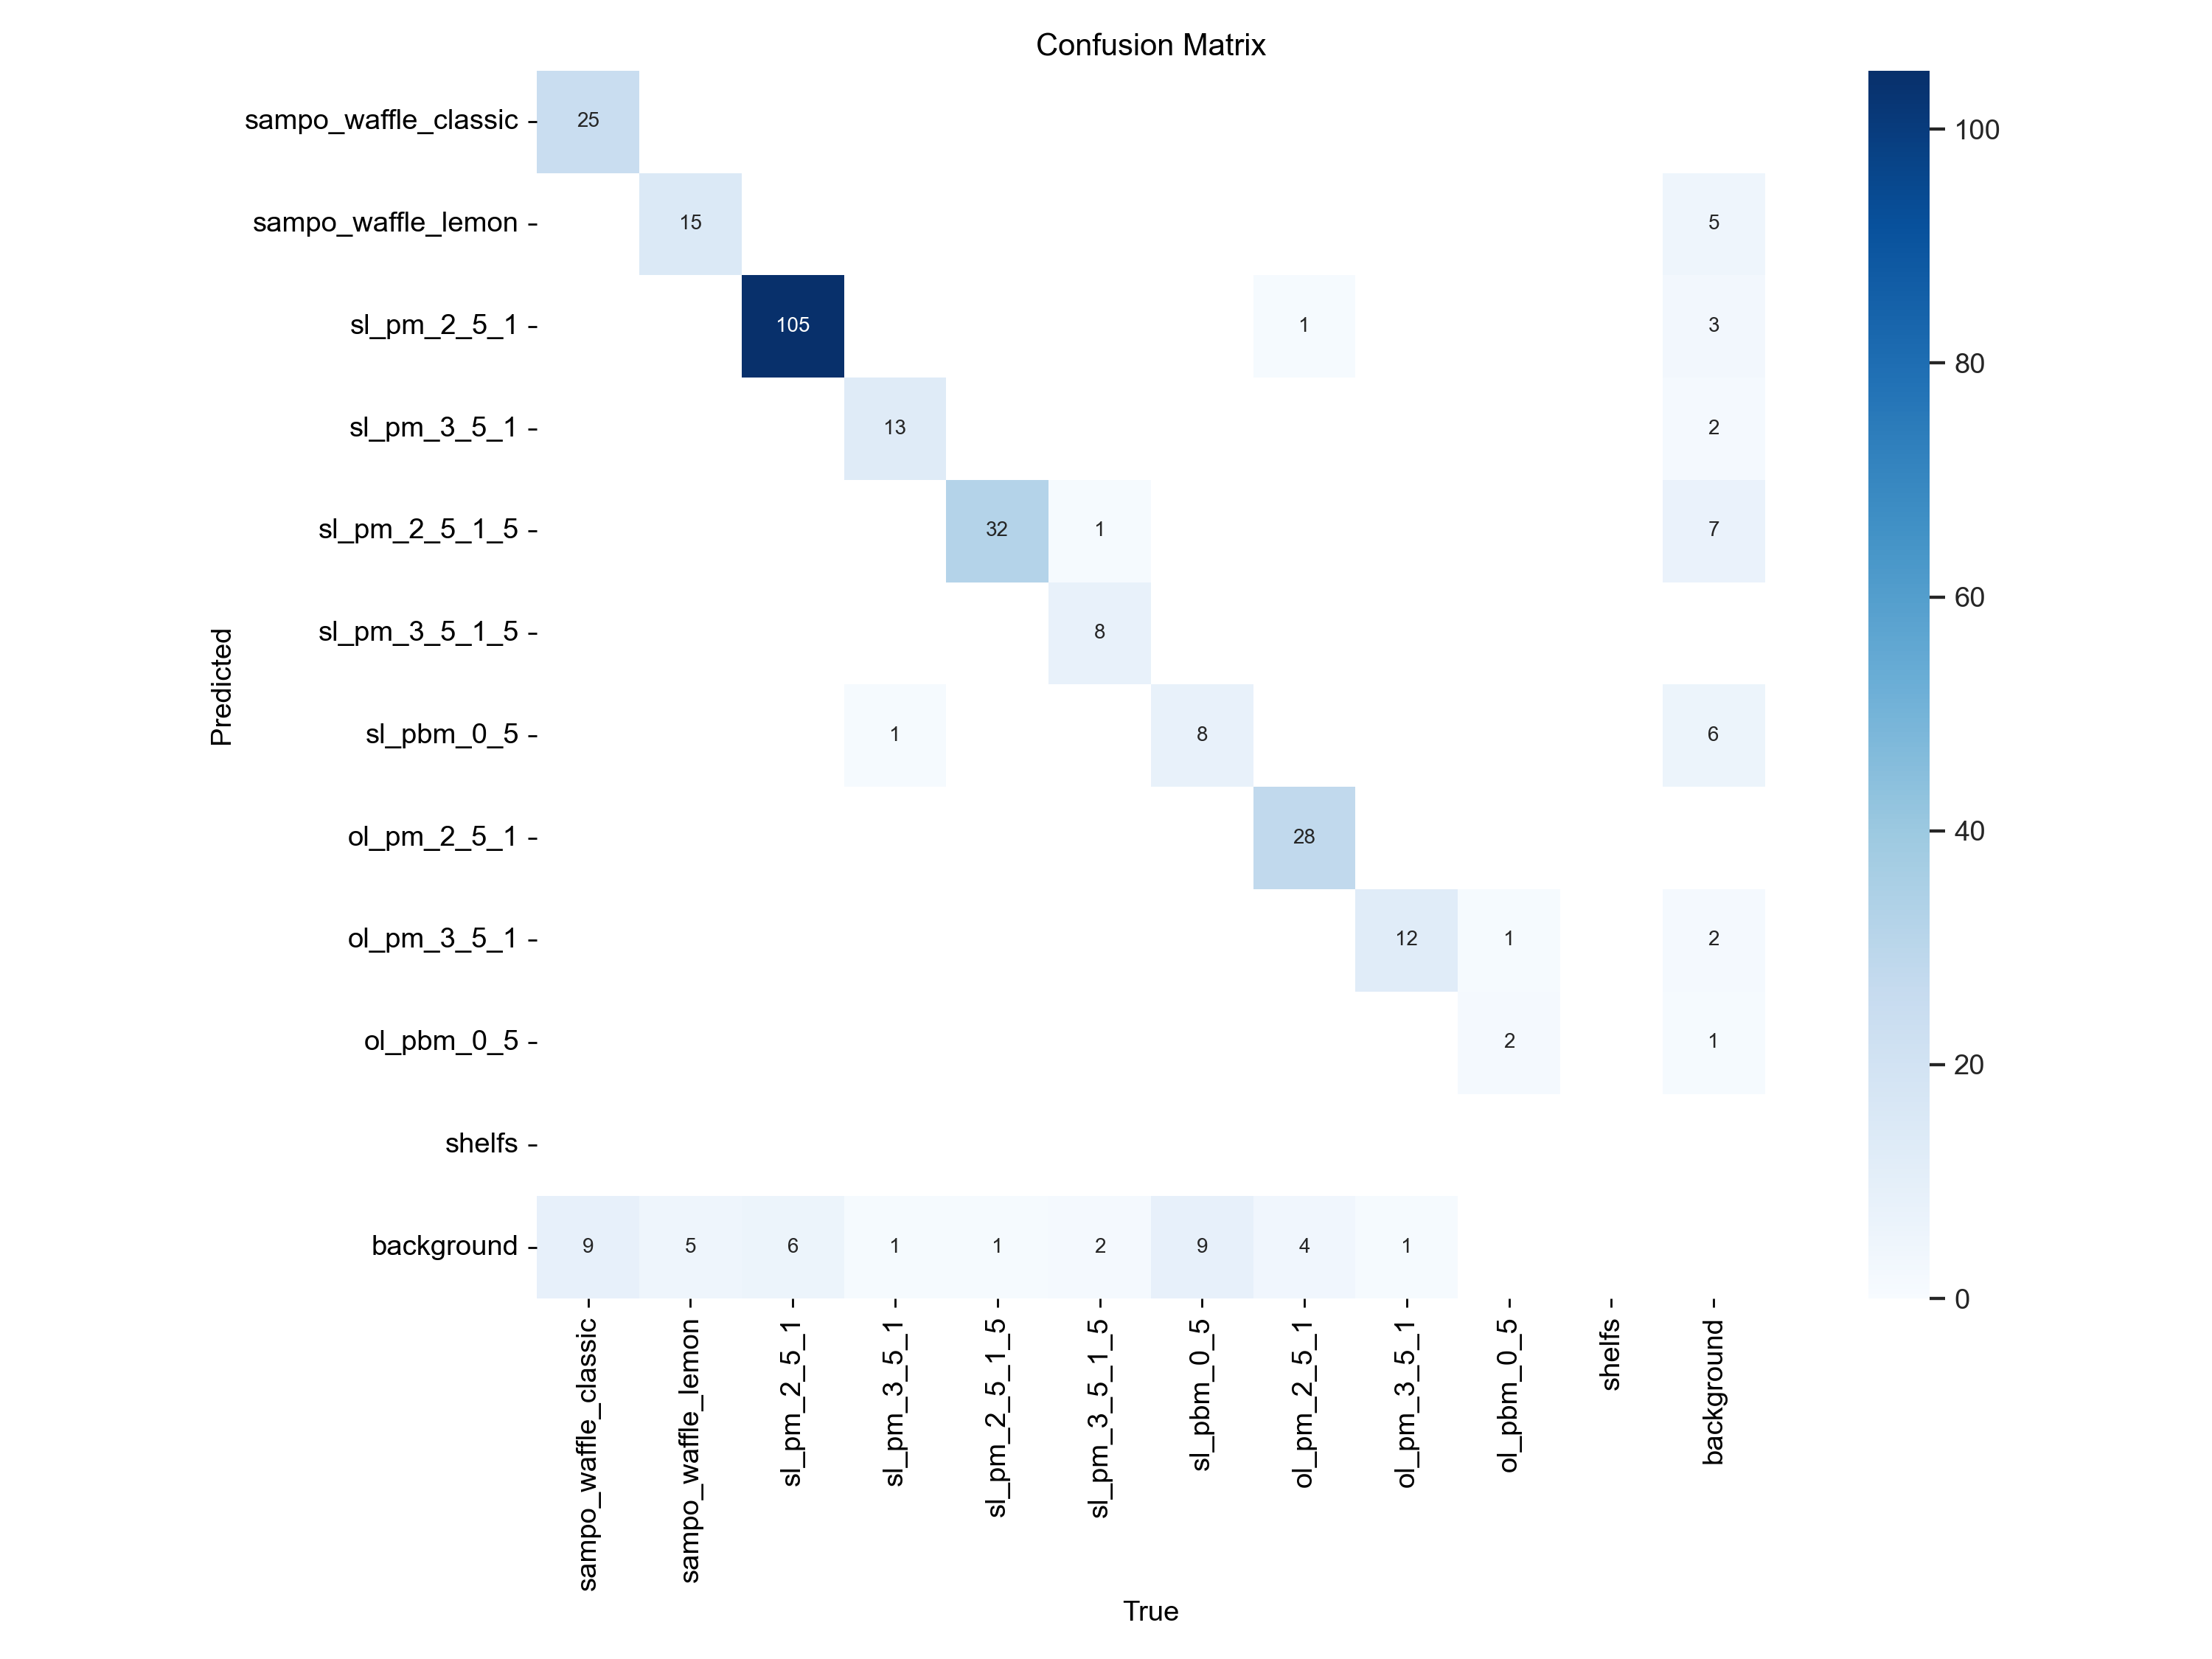 Confusion Matrix
Predicted
sampo_waffle_classic 25
sampo_waffle_lemon 15 5
sl_pm_2_5_1 105 1 3
sl_pm_3_5_1 13 2
sl_pm_2_5_1_5 32 1 7
sl_pm_3_5_1_5 8
sl_pbm_0_5 1 8 6
ol_pm_2_5_1 28
ol_pm_3_5_1 12 1 2
ol_pbm_0_5 2 1
shelfs
background 9 5 6 1 1 2 9 4 1
sampo_waffle_classic
sampo_waffle_lemon
sl_pm_2_5_1
sl_pm_3_5_1
sl_pm_2_5_1_5
sl_pm_3_5_1_5
sl_pbm_0_5
ol_pm_2_5_1
ol_pm_3_5_1
ol_pbm_0_5
shelfs
background
True
100
80
60
40
20
0